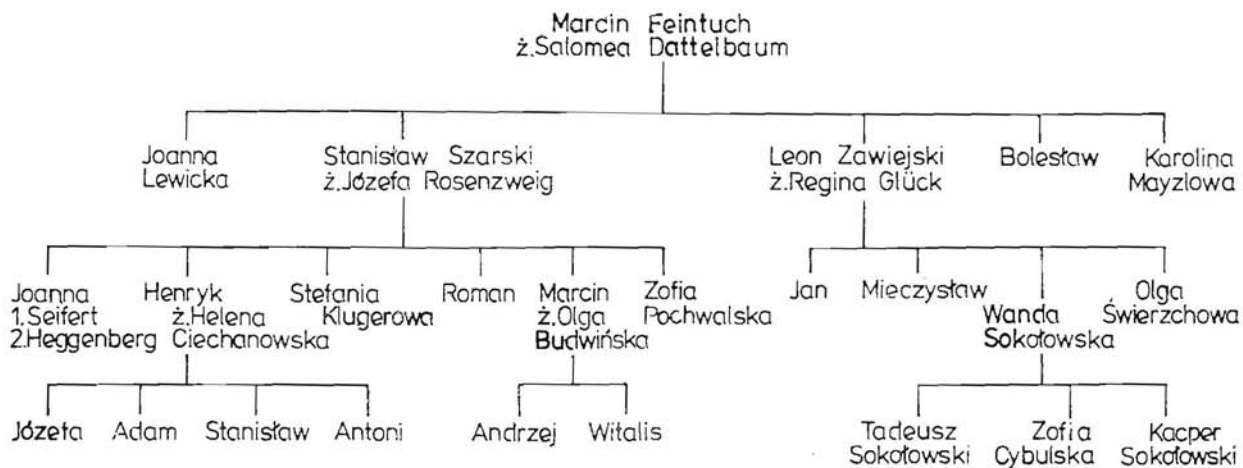 Marcin Feintuch
ż.Salomea Dattelbaum
Joanna
Lewicka
Stanisław Szarski
ż.Józefa Rosenzweig
Leon Zawiejski
ż.Regina Glück
Bolesław
Karolina
Mayzlowa
Joanna
1.Seifert
2.Heggenberg
Henryk
ż.Helena
Ciechanowska
Stefania
Klugerowa
Roman
Marcin
ż.Olga
Budwińska
Zofia
Pochwalska
Jan
Mieczysław
Wanda
Sokołowska
Olga
Świerzchowa
Józefa
Adam
Stanisław
Antoni
Andrzej
Witalis
Tadeusz
Sokołowski
Zofia
Cybulska
Kacper
Sokołowski